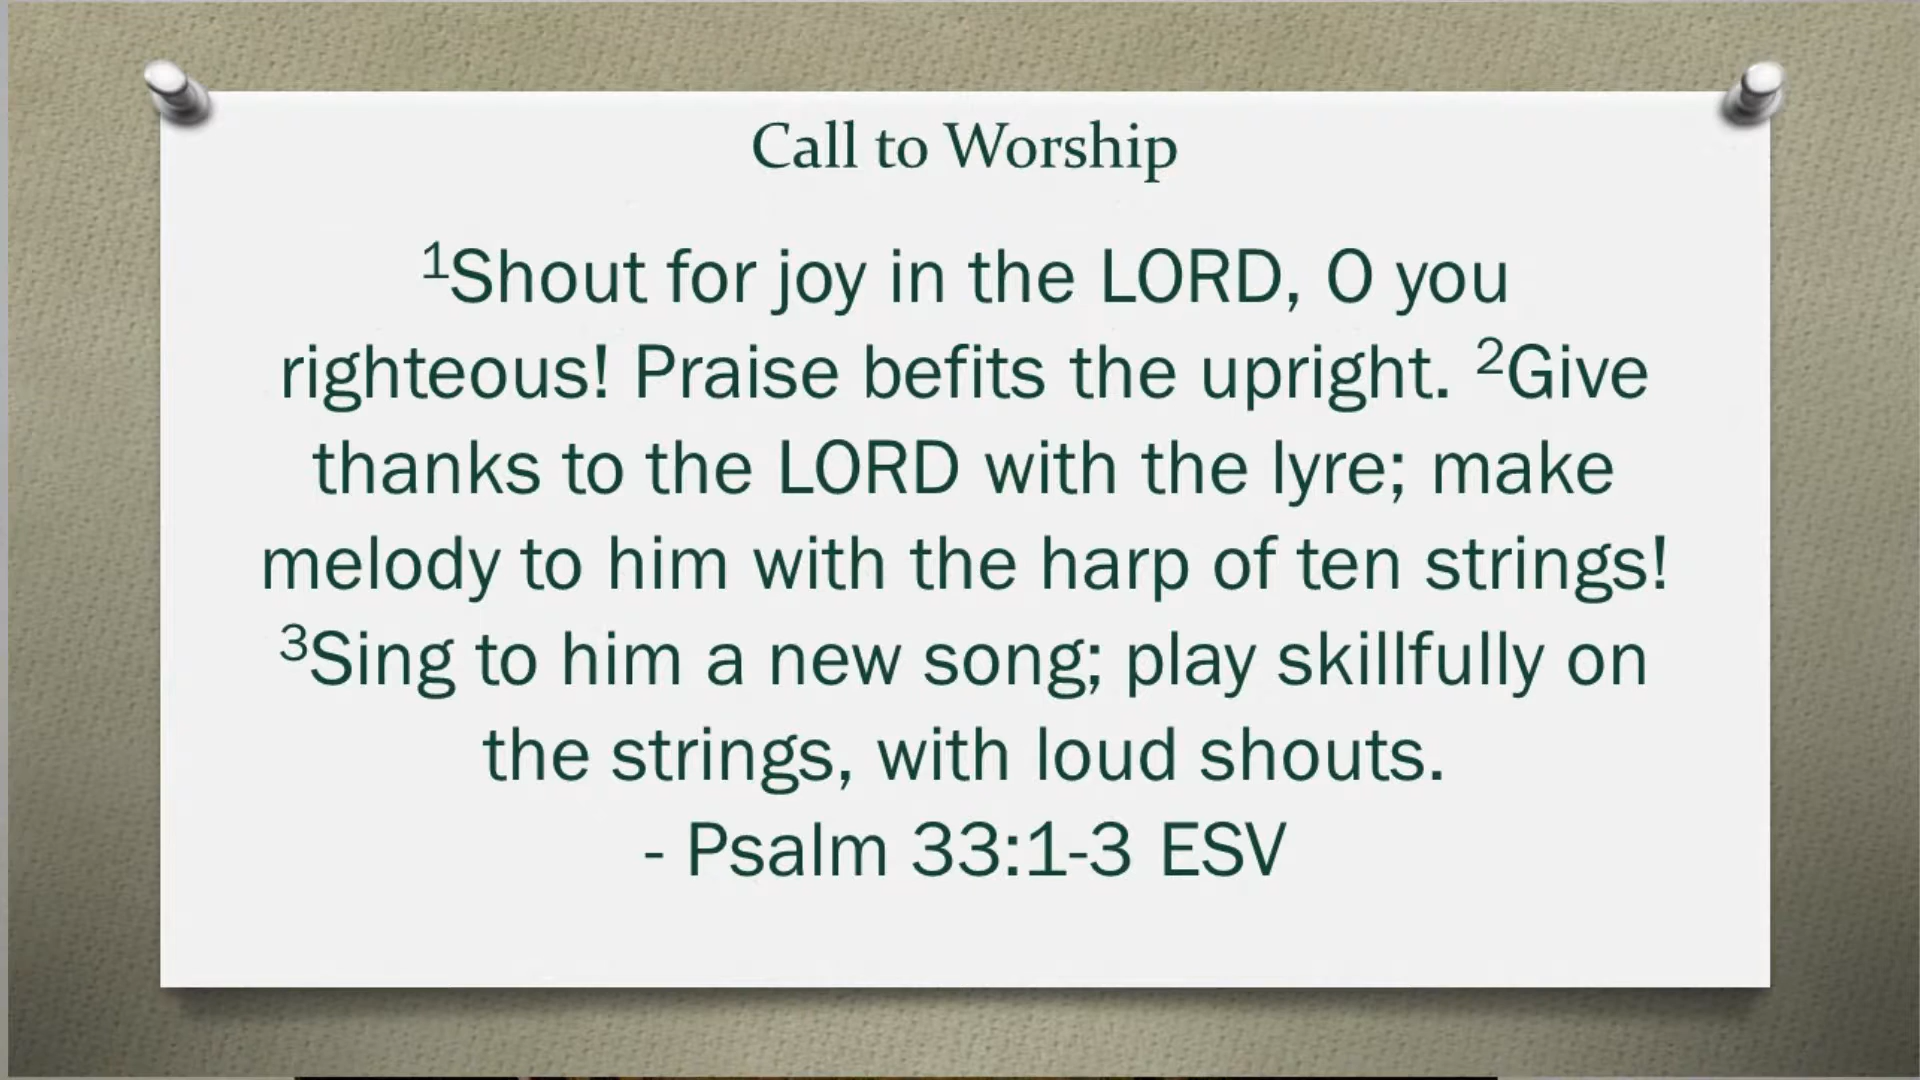 Call to Worship
¹Shout for joy in the LORD, O you
righteous! Praise befits the upright. ²Give
thanks to the LORD with the lyre; make
melody to him with the harp of ten strings!
³Sing to him a new song; play skillfully on
the strings, with loud shouts.
- Psalm 33:1-3 ESV